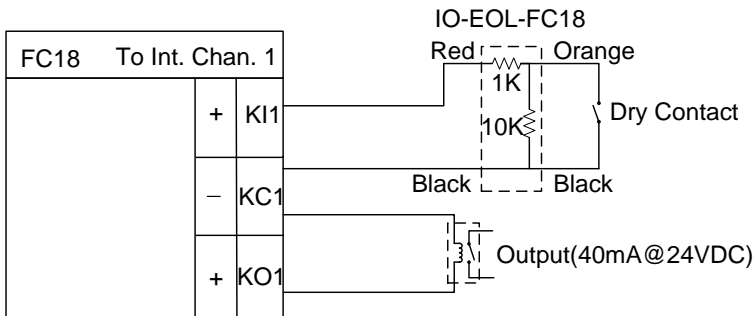 IO-EOL-FC18
FC18 To Int. Chan. 1
Red Orange
1K
+ KI1
10K
Dry Contact
Black Black
− KC1
Output(40mA@24VDC)
+ KO1